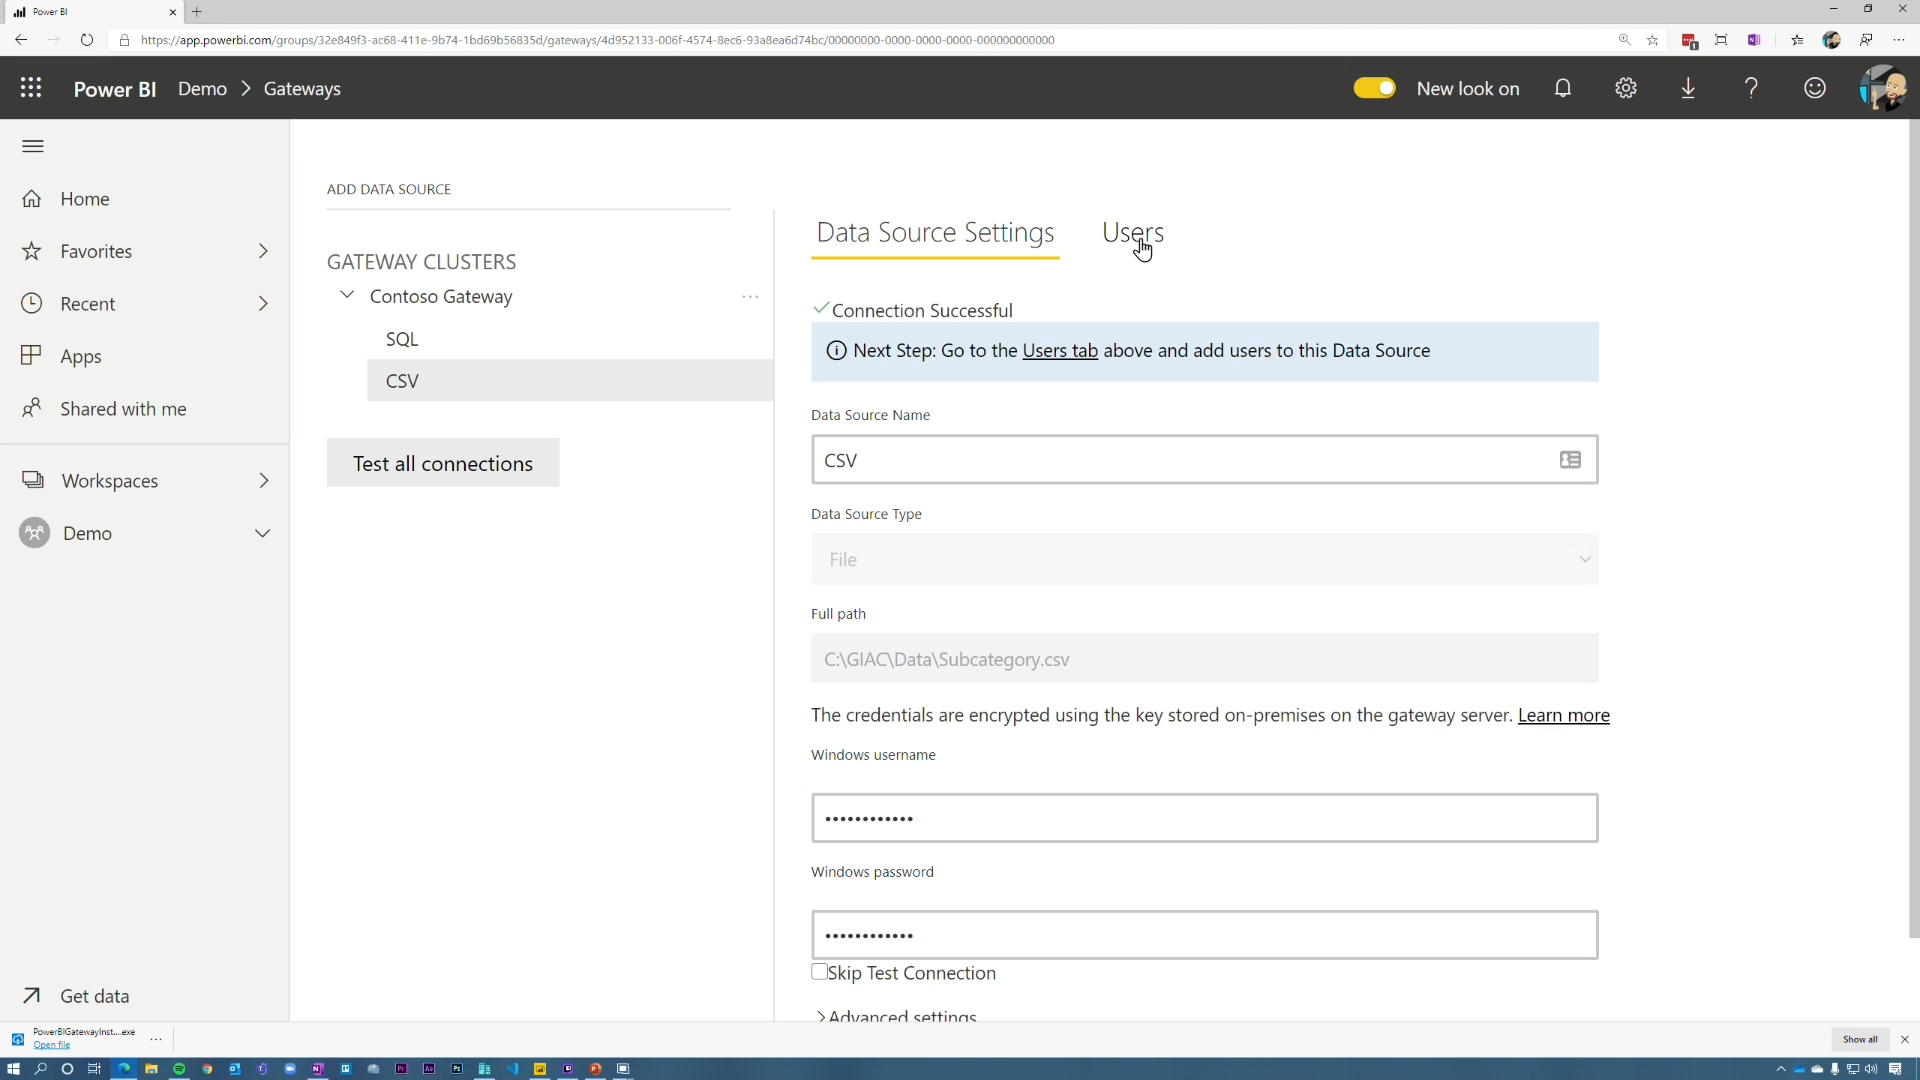 Power BI
https://app.powerbi.com/groups/32e849f3-ac68-411e-9b74-1bd69b56835d/gateways/4d952133-006f-4574-8ec6-93a8ea6d74bc/00000000-0000-0000-0000-000000000000
Power BI Demo > Gateways
New look on
Home
Favorites
Recent
Apps
Shared with me
Workspaces
Demo
Get data
ADD DATA SOURCE
GATEWAY CLUSTERS
Contoso Gateway
SQL
CSV
Test all connections
Data Source Settings Users
Connection Successful
Next Step: Go to the Users tab above and add users to this Data Source
Data Source Name
CSV
Data Source Type
File
Full path
C:\GIAC\Data\Subcategory.csv
The credentials are encrypted using the key stored on-premises on the gateway server. Learn more
Windows username
••••••••••••
Windows password
••••••••••••
Skip Test Connection
Advanced settings
PowerBIGatewayInst....exe
Open file
Show all